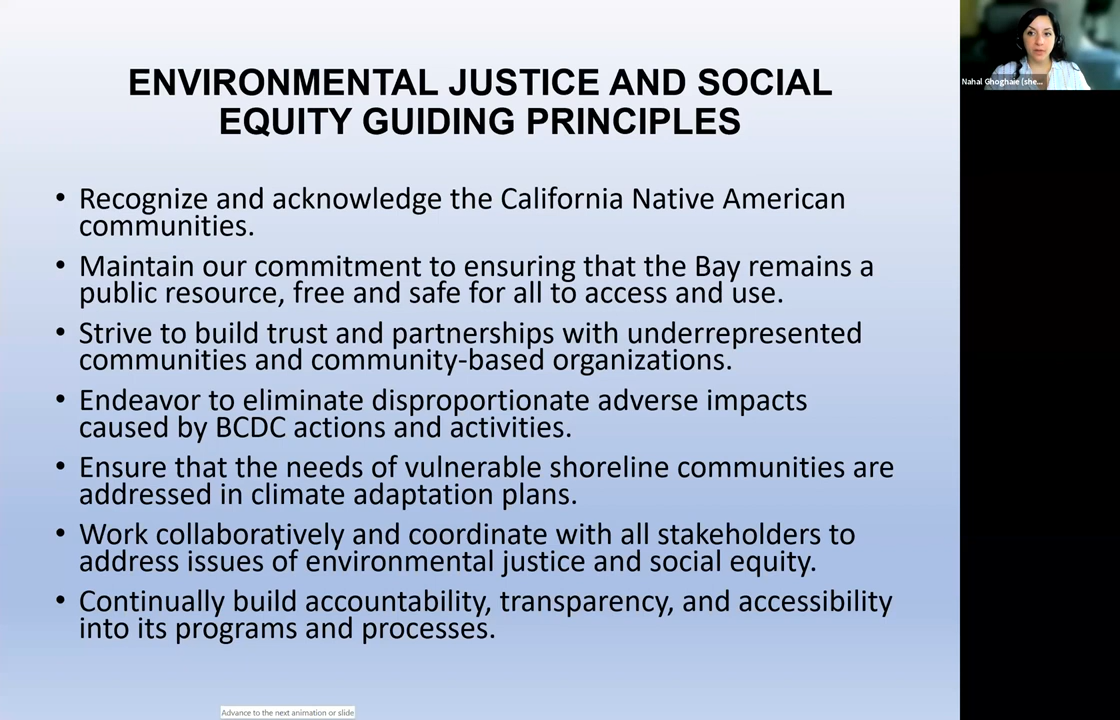 ENVIRONMENTAL JUSTICE AND SOCIAL
EQUITY GUIDING PRINCIPLES
• Recognize and acknowledge the California Native American
communities.
• Maintain our commitment to ensuring that the Bay remains a
public resource, free and safe for all to access and use.
• Strive to build trust and partnerships with underrepresented
communities and community-based organizations.
• Endeavor to eliminate disproportionate adverse impacts
caused by BCDC actions and activities.
• Ensure that the needs of vulnerable shoreline communities are
addressed in climate adaptation plans.
• Work collaboratively and coordinate with all stakeholders to
address issues of environmental justice and social equity.
• Continually build accountability, transparency, and accessibility
into its programs and processes.
Advance to the next animation or slide
Nahal Ghoghaie (she...